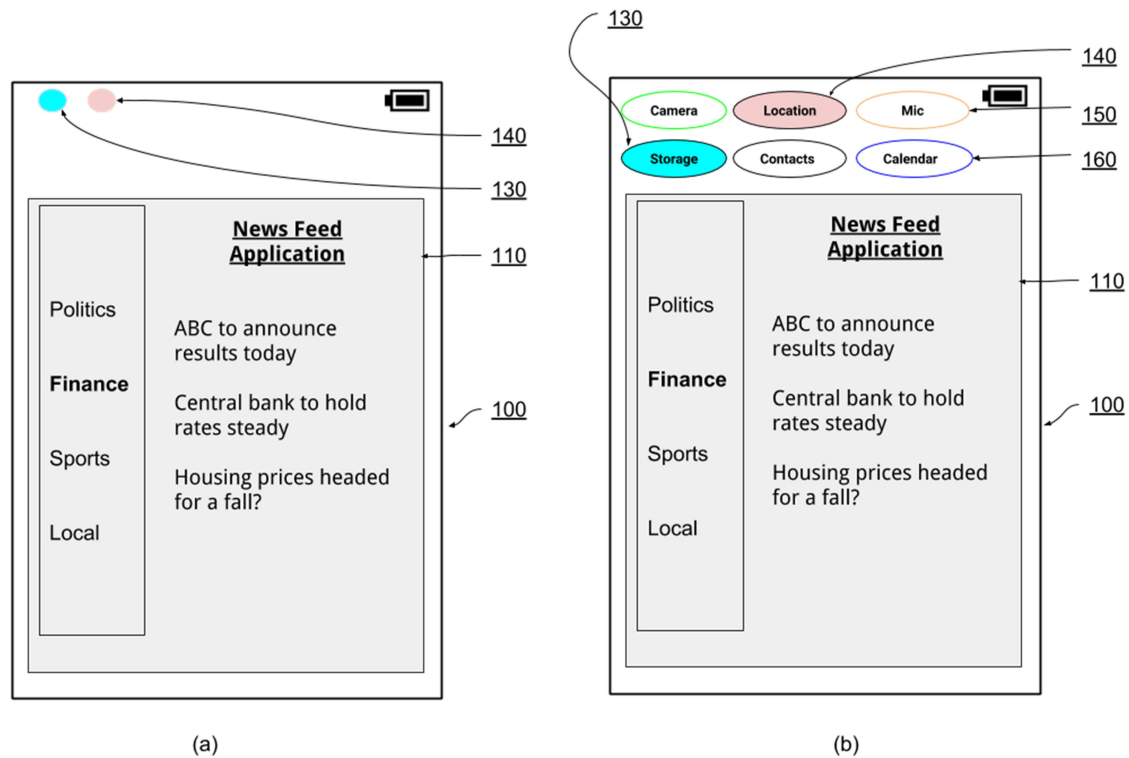 140
130
News Feed
Application
110
Politics
ABC to announce
results today
Finance
Central bank to hold
rates steady
100
Sports
Housing prices headed
for a fall?
Local
(a)
130
140
Camera
Location
Mic
150
Storage
Contacts
Calendar
160
News Feed
Application
110
Politics
ABC to announce
results today
Finance
Central bank to hold
rates steady
100
Sports
Housing prices headed
for a fall?
Local
(b)